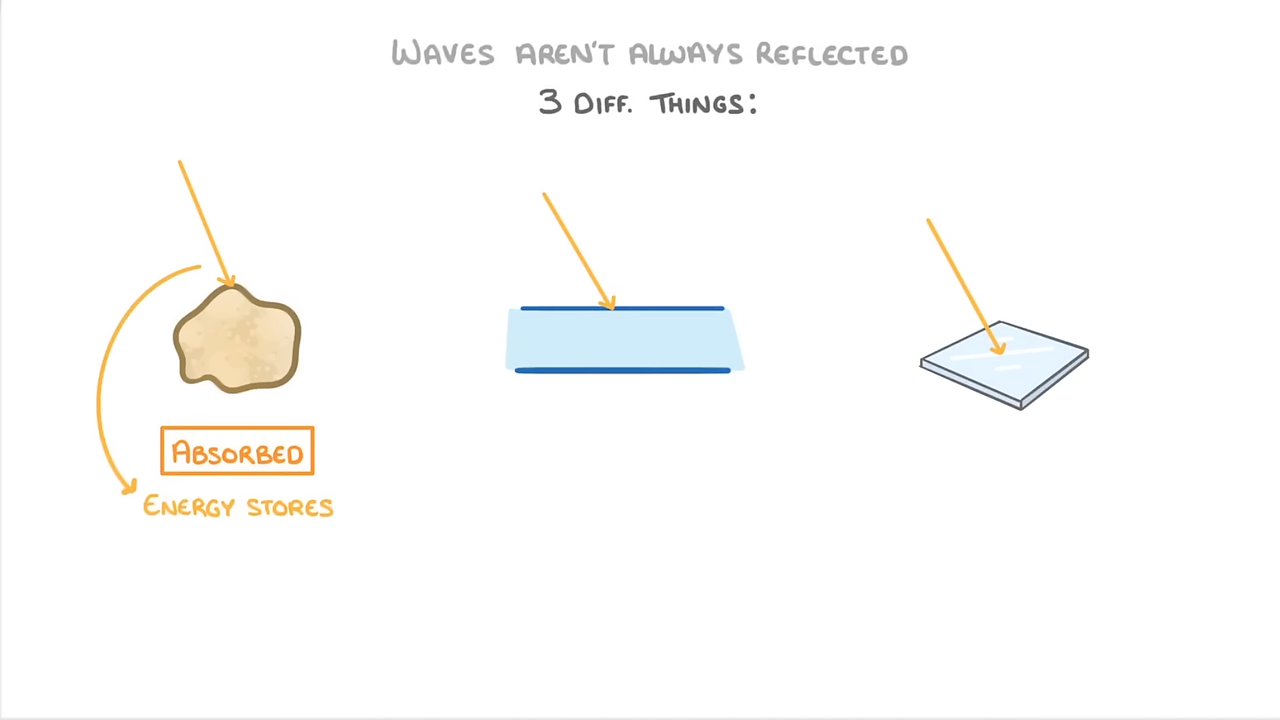 WAVES AREN'T ALWAYS REFLECTED
3 DIFF. THINGS:
ABSORBED
ENERGY STORES